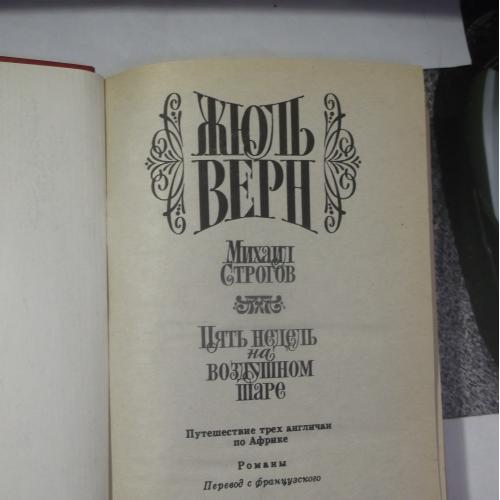 ЖЮЛЬ
ВЕРН
МИХАИЛ
СТРОГОВ
ПЯТЬ НЕДЕЛЬ
на
ВОЗДУШНОМ
ШАРЕ
Путешествие трех англичан
по Африке
Романы
Перевод с французского